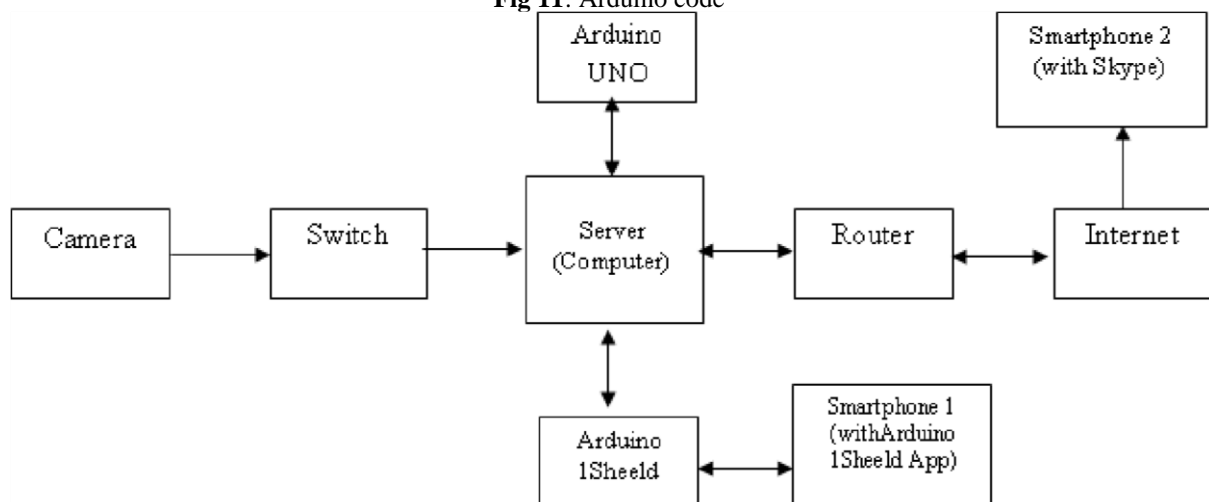 Fig 11. Arduino code
Arduino
UNO
Smartphone 2
(with Skype)
Camera
Switch
Server
(Computer)
Router
Internet
Arduino
1Sheeld
Smartphone 1
(withArduino
1Sheeld App)